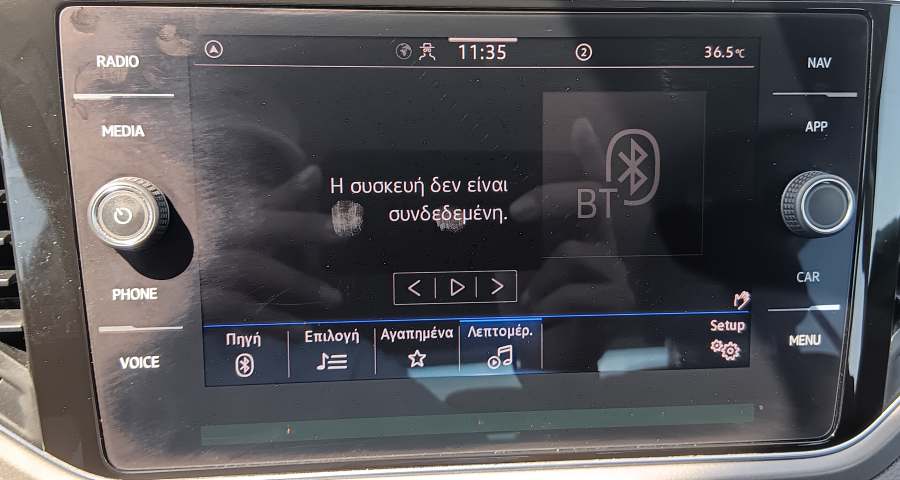 RADIO
MEDIA
PHONE
VOICE
11:35
2
36.5°C
Η συσκευή δεν είναι
συνδεδεμένη.
BT
Πηγή
Επιλογή
Αγαπημένα
Λεπτομέρ.
Setup
NAV
APP
CAR
MENU